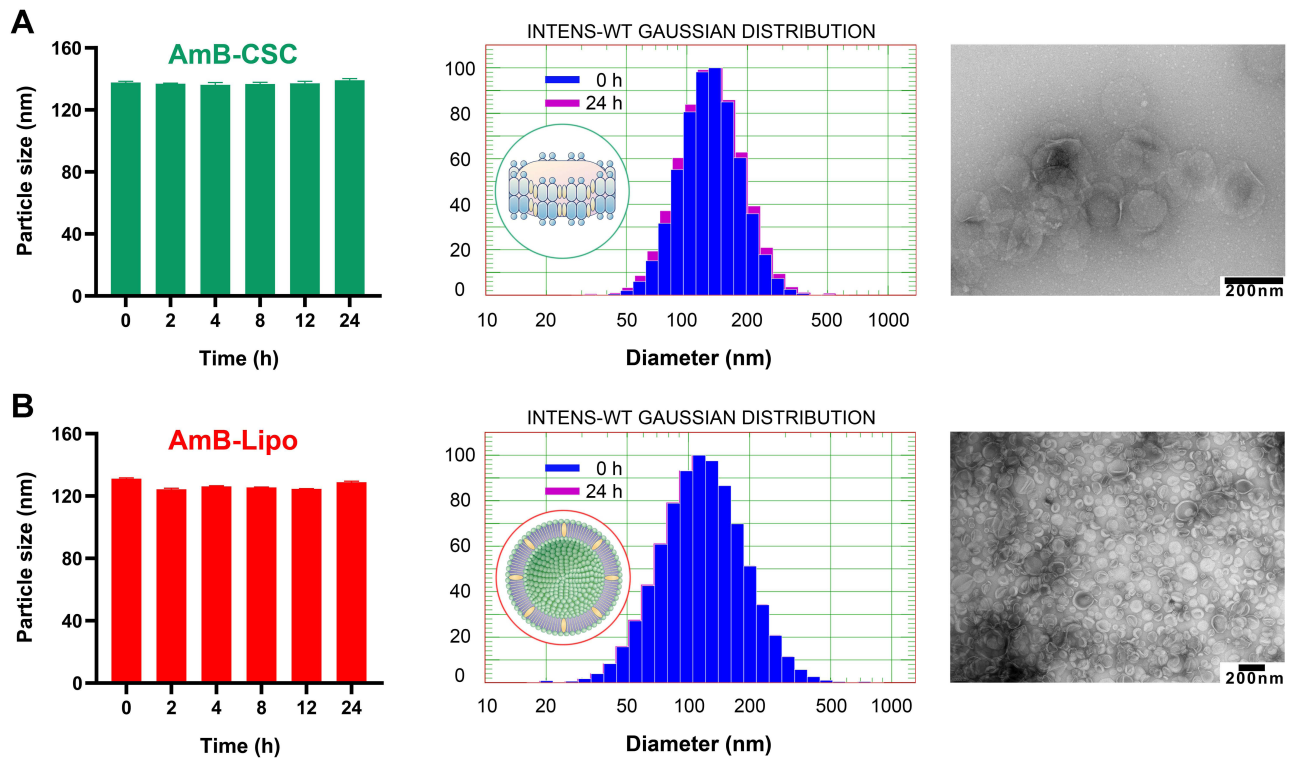 A
AmB-CSC
Particle size (nm)
160
120
80
40
0
0 2 4 8 12 24
Time (h)
INTENS-WT GAUSSIAN DISTRIBUTION
0 h
24 h
100
80
60
40
20
0
10 20 50 100 200 500 1000
Diameter (nm)
200nm
B
AmB-Lipo
Particle size (nm)
160
120
80
40
0
0 2 4 8 12 24
Time (h)
INTENS-WT GAUSSIAN DISTRIBUTION
0 h
24 h
100
80
60
40
20
0
10 20 50 100 200 500 1000
Diameter (nm)
200nm